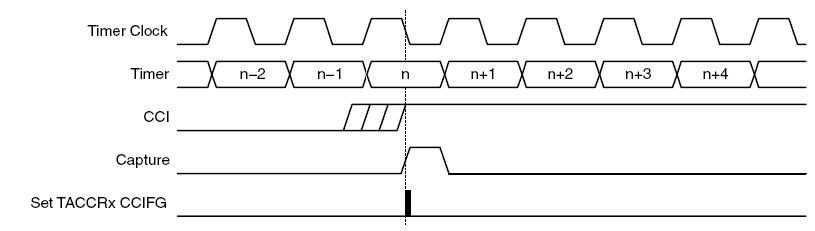 Timer Clock
Timer n−2 n−1 n n+1 n+2 n+3 n+4
CCI
Capture
Set TACCRx CCIFG